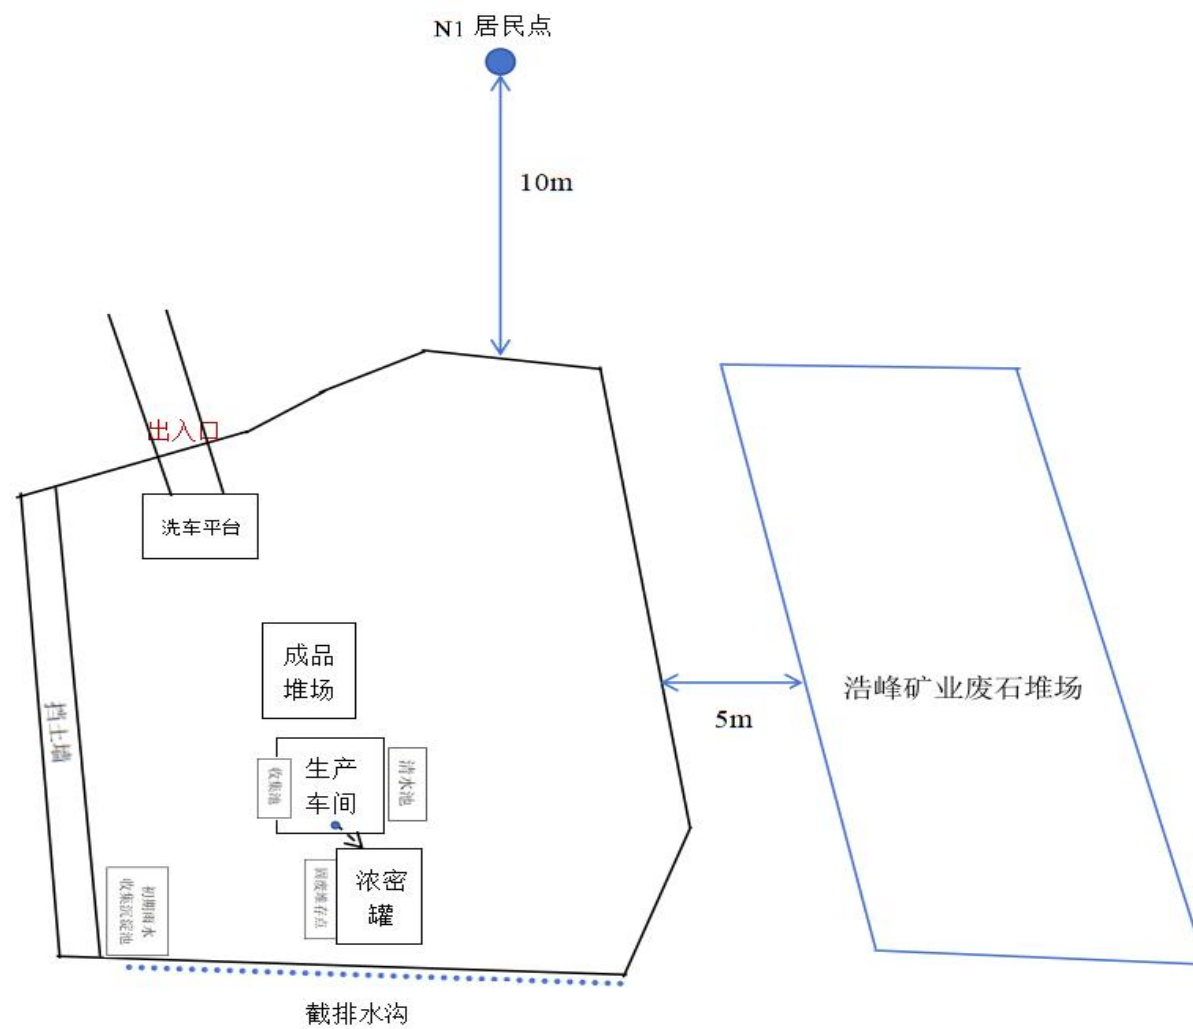 N1 居民点
10m
出入口
洗车平台
成品
堆场
浩峰矿业废石堆场
5m
挡土墙
生产
车间
收集池
清水池
浓密
罐
固废堆存点
初期雨水
收集沉淀池
截排水沟